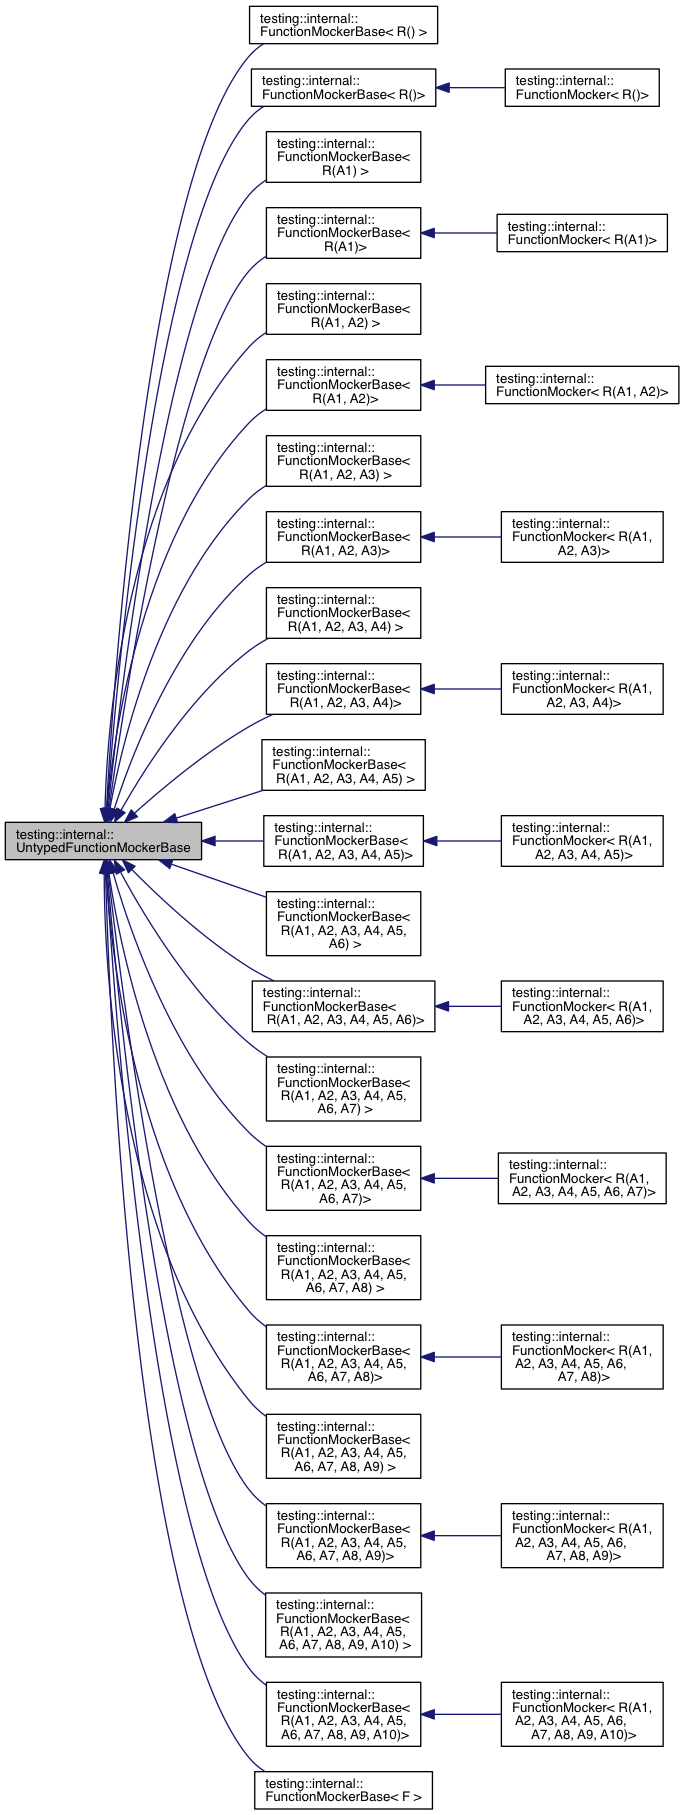 testing::internal::
FunctionMockerBase< R() >
testing::internal::
FunctionMockerBase< R()>
testing::internal::
FunctionMocker< R()>
testing::internal::
FunctionMockerBase<
R(A1) >
testing::internal::
FunctionMockerBase<
R(A1)>
testing::internal::
FunctionMocker< R(A1)>
testing::internal::
FunctionMockerBase<
R(A1, A2) >
testing::internal::
FunctionMockerBase<
R(A1, A2)>
testing::internal::
FunctionMocker< R(A1, A2)>
testing::internal::
FunctionMockerBase<
R(A1, A2, A3) >
testing::internal::
FunctionMockerBase<
R(A1, A2, A3)>
testing::internal::
FunctionMocker< R(A1,
A2, A3)>
testing::internal::
FunctionMockerBase<
R(A1, A2, A3, A4) >
testing::internal::
FunctionMockerBase<
R(A1, A2, A3, A4)>
testing::internal::
FunctionMocker< R(A1,
A2, A3, A4)>
testing::internal::
FunctionMockerBase<
R(A1, A2, A3, A4, A5) >
testing::internal::
UntypedFunctionMockerBase
testing::internal::
FunctionMockerBase<
R(A1, A2, A3, A4, A5)>
testing::internal::
FunctionMocker< R(A1,
A2, A3, A4, A5)>
testing::internal::
FunctionMockerBase<
R(A1, A2, A3, A4, A5,
A6) >
testing::internal::
FunctionMockerBase<
R(A1, A2, A3, A4, A5, A6)>
testing::internal::
FunctionMocker< R(A1,
A2, A3, A4, A5, A6)>
testing::internal::
FunctionMockerBase<
R(A1, A2, A3, A4, A5,
A6, A7) >
testing::internal::
FunctionMockerBase<
R(A1, A2, A3, A4, A5,
A6, A7)>
testing::internal::
FunctionMocker< R(A1,
A2, A3, A4, A5, A6, A7)>
testing::internal::
FunctionMockerBase<
R(A1, A2, A3, A4, A5,
A6, A7, A8) >
testing::internal::
FunctionMockerBase<
R(A1, A2, A3, A4, A5,
A6, A7, A8)>
testing::internal::
FunctionMocker< R(A1,
A2, A3, A4, A5, A6,
A7, A8)>
testing::internal::
FunctionMockerBase<
R(A1, A2, A3, A4, A5,
A6, A7, A8, A9) >
testing::internal::
FunctionMockerBase<
R(A1, A2, A3, A4, A5,
A6, A7, A8, A9)>
testing::internal::
FunctionMocker< R(A1,
A2, A3, A4, A5, A6,
A7, A8, A9)>
testing::internal::
FunctionMockerBase<
R(A1, A2, A3, A4, A5,
A6, A7, A8, A9, A10) >
testing::internal::
FunctionMockerBase<
R(A1, A2, A3, A4, A5,
A6, A7, A8, A9, A10)>
testing::internal::
FunctionMocker< R(A1,
A2, A3, A4, A5, A6,
A7, A8, A9, A10)>
testing::internal::
FunctionMockerBase< F >